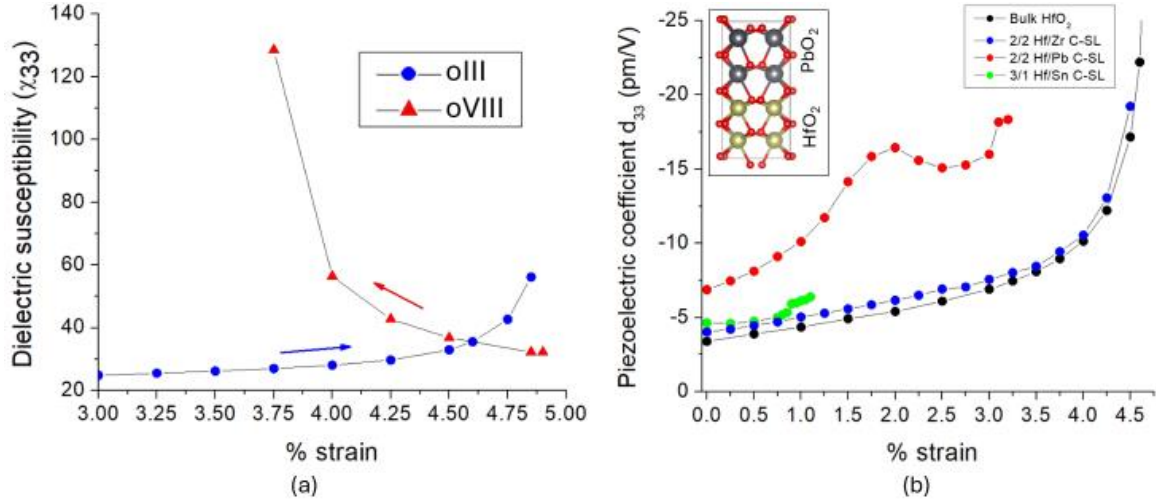 Dielectric susceptibility (χ33)
140
120
100
80
60
40
20
oIII
oVIII
3.00 3.25 3.50 3.75 4.00 4.25 4.50 4.75 5.00
% strain
(a)
Piezoelectric coefficient d₃₃ (pm/V)
-25
-20
-15
-10
-5
0
PbO₂
HfO₂
Bulk HfO₂
2/2 Hf/Zr C-SL
2/2 Hf/Pb C-SL
3/1 Hf/Sn C-SL
0.0 0.5 1.0 1.5 2.0 2.5 3.0 3.5 4.0 4.5
% strain
(b)